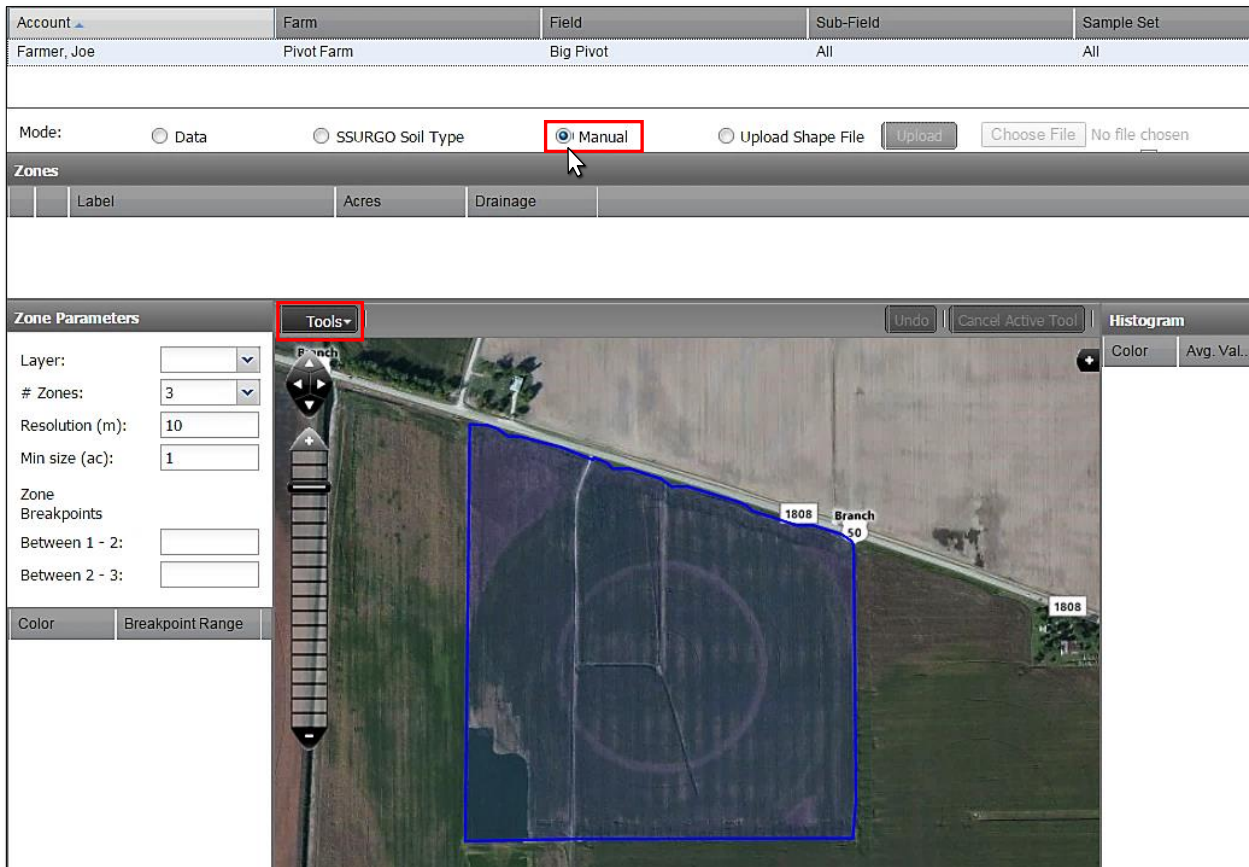 Account Farm Field Sub-Field Sample Set
Farmer, Joe Pivot Farm Big Pivot All All
Mode: Data SSURGO Soil Type Manual Upload Shape File Upload Choose File No file chosen
Zones
Label Acres Drainage
Zone Parameters
Tools
Undo
Cancel Active Tool
Histogram
Color Avg. Val...
Layer:
# Zones: 3
Resolution (m): 10
Min size (ac): 1
Zone
Breakpoints
Between 1 - 2:
Between 2 - 3:
Color Breakpoint Range
Branch
+
-
+
1808
Branch
50
1808